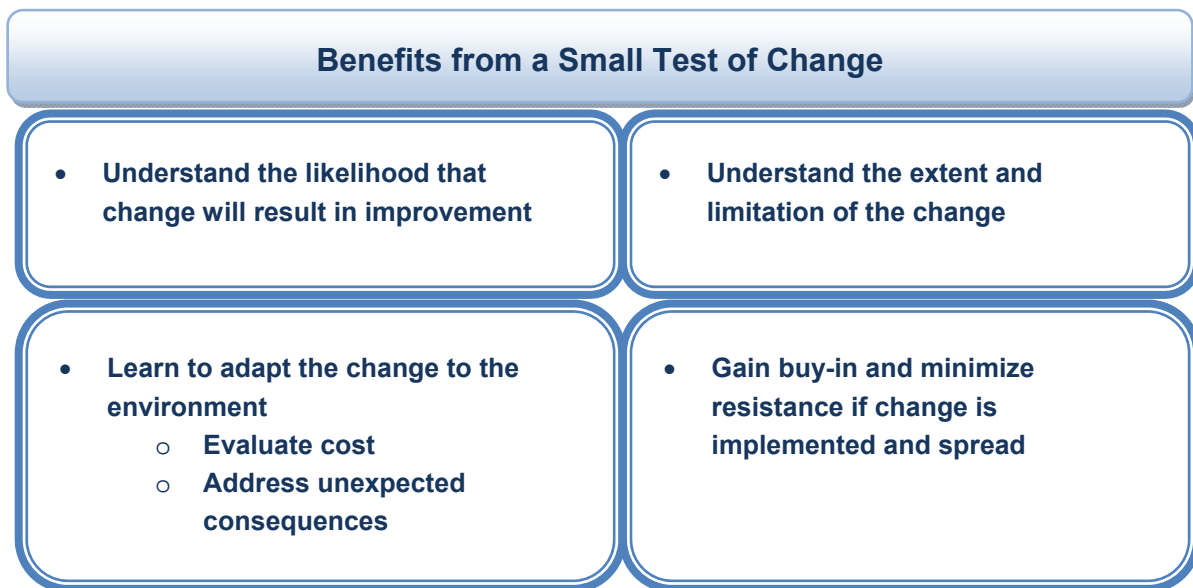 Benefits from a Small Test of Change
• Understand the likelihood that
change will result in improvement
• Understand the extent and
limitation of the change
• Learn to adapt the change to the
environment
o Evaluate cost
o Address unexpected
consequences
• Gain buy-in and minimize
resistance if change is
implemented and spread